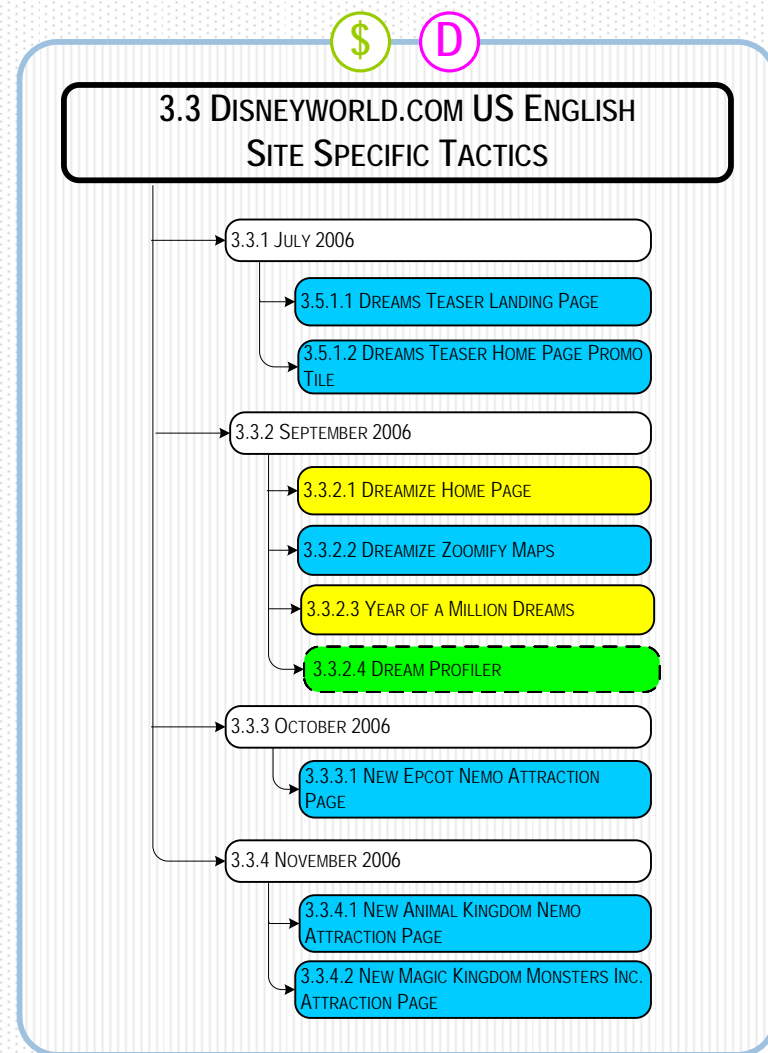 $ D
3.3 DISNEYWORLD.COM US ENGLISH
SITE SPECIFIC TACTICS
3.3.1 JULY 2006
3.5.1.1 DREAMS TEASER LANDING PAGE
3.5.1.2 DREAMS TEASER HOME PAGE PROMO
TILE
3.3.2 SEPTEMBER 2006
3.3.2.1 DREAMIZE HOME PAGE
3.3.2.2 DREAMIZE ZOOMIFY MAPS
3.3.2.3 YEAR OF A MILLION DREAMS
3.3.2.4 DREAM PROFILER
3.3.3 OCTOBER 2006
3.3.3.1 NEW EPCOT NEMO ATTRACTION
PAGE
3.3.4 NOVEMBER 2006
3.3.4.1 NEW ANIMAL KINGDOM NEMO
ATTRACTION PAGE
3.3.4.2 NEW MAGIC KINGDOM MONSTERS INC.
ATTRACTION PAGE